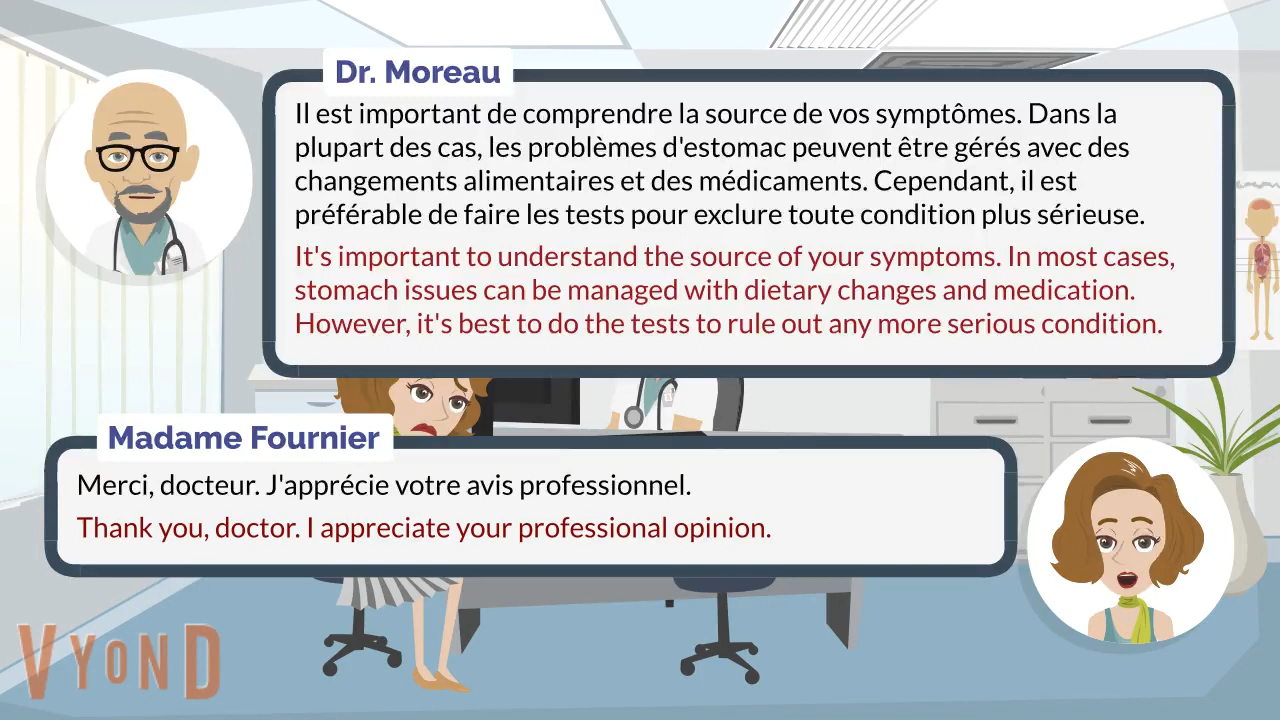 Dr. Moreau
Il est important de comprendre la source de vos symptômes. Dans la
plupart des cas, les problèmes d'estomac peuvent être gérés avec des
changements alimentaires et des médicaments. Cependant, il est
préférable de faire les tests pour exclure toute condition plus sérieuse.
It's important to understand the source of your symptoms. In most cases,
stomach issues can be managed with dietary changes and medication.
However, it's best to do the tests to rule out any more serious condition.
Madame Fournier
Merci, docteur. J'apprécie votre avis professionnel.
Thank you, doctor. I appreciate your professional opinion.
VYOND